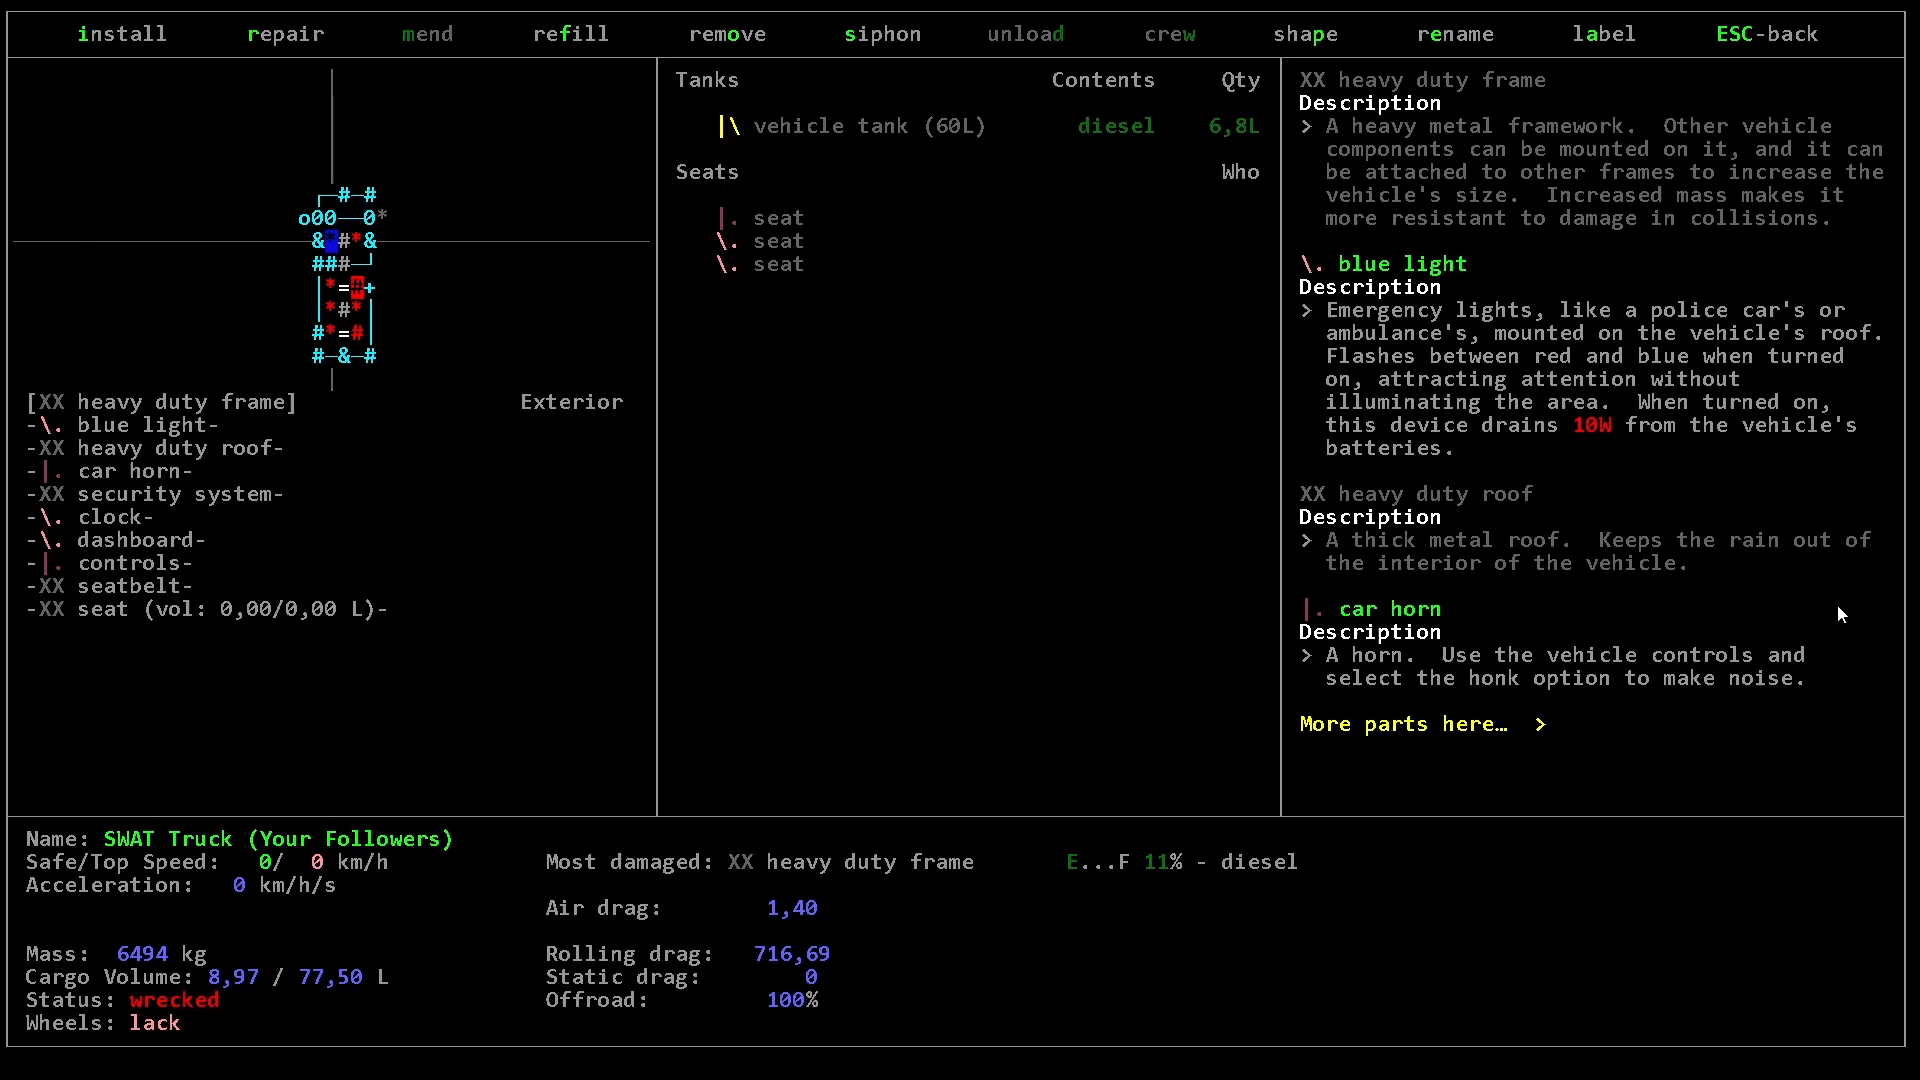 install repair mend refill remove siphon unload crew shape rename label ESC-back
Tanks Contents Qty
|\ vehicle tank (60L) diesel 6,8L
Seats Who
|. seat
\. seat
\. seat
[XX heavy duty frame] Exterior
-\. blue light-
-XX heavy duty roof-
-|. car horn-
-XX security system-
-\. clock-
-\. dashboard-
-|. controls-
-XX seatbelt-
-XX seat (vol: 0,00/0,00 L)-
XX heavy duty frame
Description
> A heavy metal framework.  Other vehicle
components can be mounted on it, and it can
be attached to other frames to increase the
vehicle's size.  Increased mass makes it
more resistant to damage in collisions.
\. blue light
Description
> Emergency lights, like a police car's or
ambulance's, mounted on the vehicle's roof.
Flashes between red and blue when turned
on, attracting attention without
illuminating the area.  When turned on,
this device drains 10W from the vehicle's
batteries.
XX heavy duty roof
Description
> A thick metal roof.  Keeps the rain out of
the interior of the vehicle.
|. car horn
Description
> A horn.  Use the vehicle controls and
select the honk option to make noise.
More parts here…  >
Name: SWAT Truck (Your Followers)
Safe/Top Speed: 0/ 0 km/h Most damaged: XX heavy duty frame E...F 11% - diesel
Acceleration: 0 km/h/s
Air drag: 1,40
Mass: 6494 kg Rolling drag: 716,69
Cargo Volume: 8,97 / 77,50 L Static drag: 0
Status: wrecked Offroad: 100%
Wheels: lack